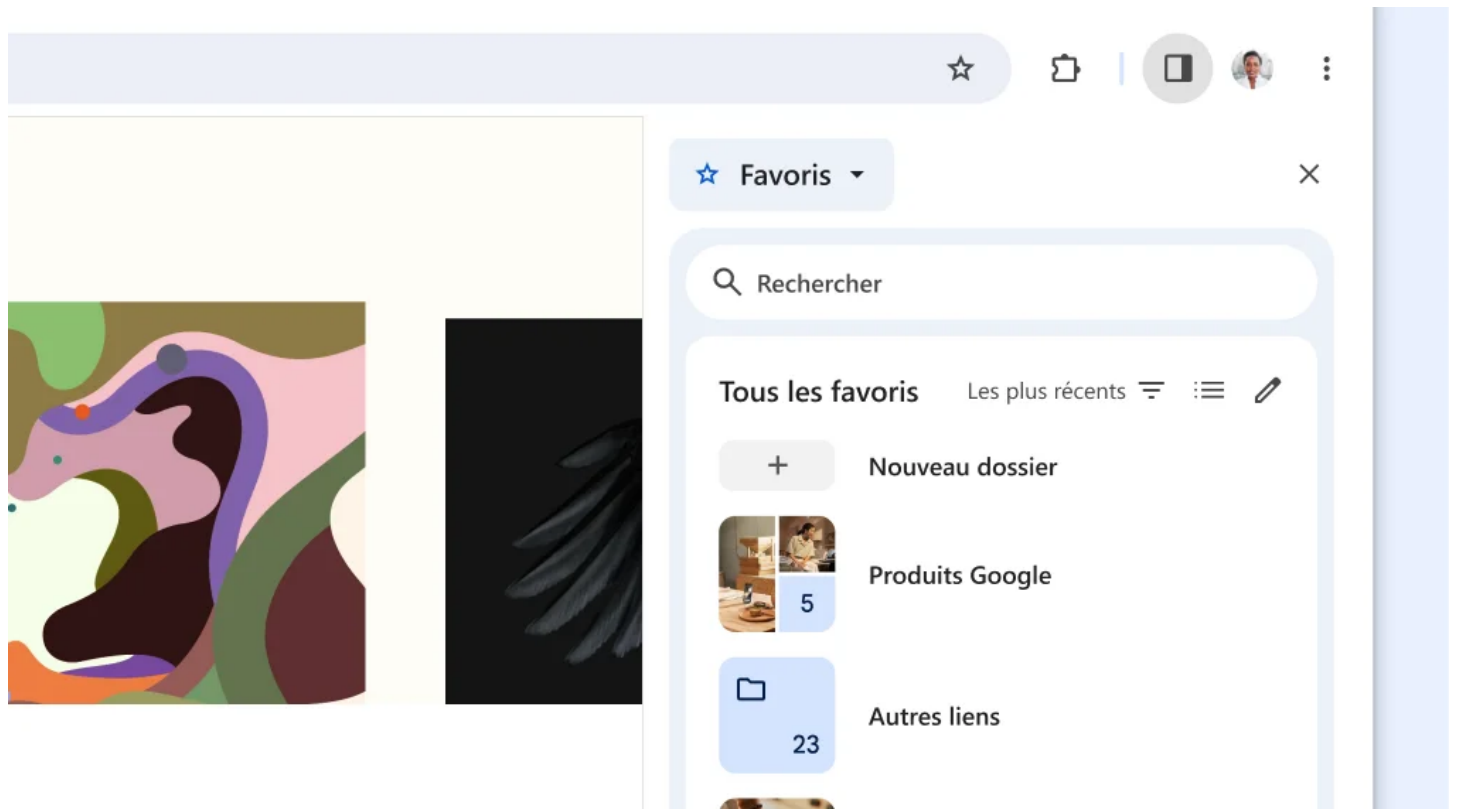 Favoris
Rechercher
Tous les favoris Les plus récents
Nouveau dossier
Produits Google
5
Autres liens
23